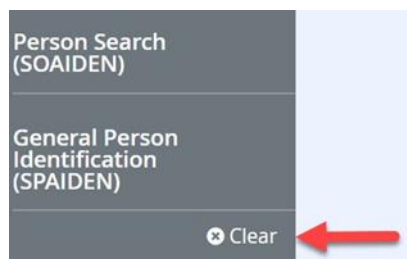 Person Search
(SOAIDEN)
General Person
Identification
(SPAIDEN)
Clear